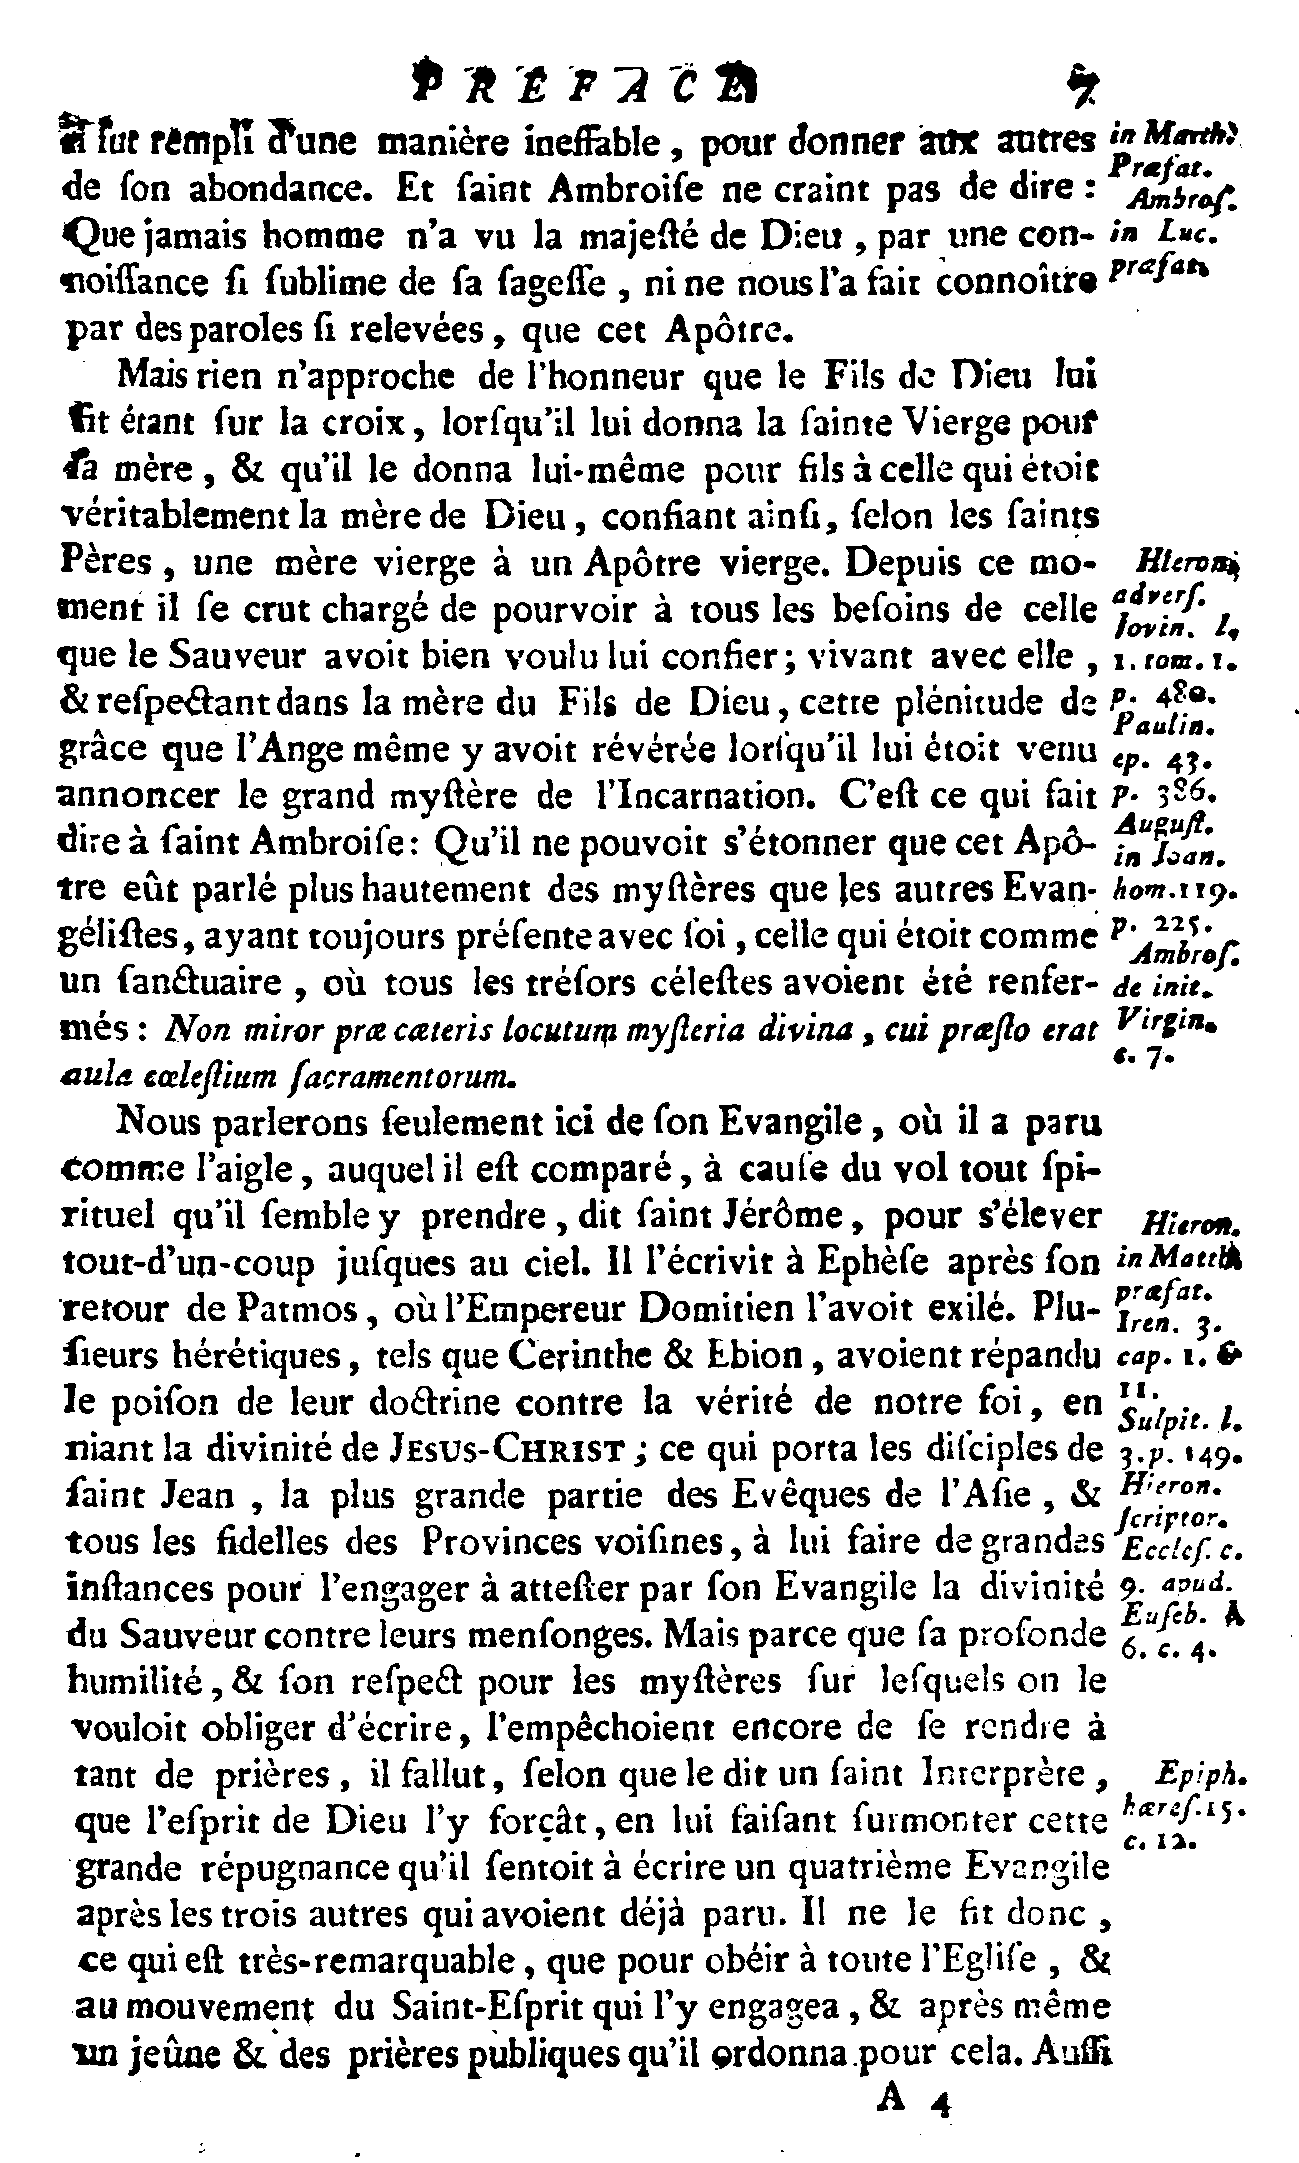 PREFACE 7
il fut rempli d'une manière ineffable, pour donner aux autres
de ſon abondance. Et ſaint Ambroiſe ne craint pas de dire :
Que jamais homme n'a vu la majeſté de Dieu, par une con-
noiſſance ſi ſublime de ſa ſageſſe, ni ne nous l'a fait connoître
par des paroles ſi relevées, que cet Apôtre.
in Matth.
Præfat.
Ambroſ.
in Luc.
præfat.
Mais rien n'approche de l'honneur que le Fils de Dieu lui
fit étant ſur la croix, lorſqu'il lui donna la ſainte Vierge pour
ſa mère, & qu'il le donna lui-même pour fils à celle qui étoit
véritablement la mère de Dieu, confiant ainſi, ſelon les ſaints
Pères, une mère vierge à un Apôtre vierge. Depuis ce mo-
ment il ſe crut chargé de pourvoir à tous les beſoins de celle
que le Sauveur avoit bien voulu lui confier; vivant avec elle,
& reſpectant dans la mère du Fils de Dieu, cette plénitude de
grâce que l'Ange même y avoit révérée lorſqu'il lui étoit venu
annoncer le grand myſtère de l'Incarnation. C'eſt ce qui fait
dire à ſaint Ambroiſe: Qu'il ne pouvoit s'étonner que cet Apô-
tre eût parlé plus hautement des myſtères que les autres Evan-
géliſtes, ayant toujours préſente avec ſoi, celle qui étoit comme
un ſanctuaire, où tous les tréſors céleſtes avoient été renfer-
més : Non miror præ cæteris locutum myſteria divina, cui præſto erat
aula cœleſtium ſacramentorum.
Hieron.
adverſ.
Jovin. l.
1. tom. 1.
p. 480.
Paulin.
ep. 43.
p. 386.
Auguſt.
in Joan.
hom. 119.
p. 225.
Ambroſ.
de init.
Virgin.
c. 7.
Nous parlerons ſeulement ici de ſon Evangile, où il a paru
comme l'aigle, auquel il eſt comparé, à cauſe du vol tout ſpi-
rituel qu'il ſemble y prendre, dit ſaint Jérôme, pour s'élever
tout-d'un-coup juſques au ciel. Il l'écrivit à Ephèſe après ſon
retour de Patmos, où l'Empereur Domitien l'avoit exilé. Plu-
ſieurs hérétiques, tels que Cerinthe & Ebion, avoient répandu
le poiſon de leur doctrine contre la vérité de notre foi, en
niant la divinité de JESUS-CHRIST; ce qui porta les diſciples de
ſaint Jean, la plus grande partie des Evêques de l'Aſie, &
tous les fidelles des Provinces voiſines, à lui faire de grandes
inſtances pour l'engager à atteſter par ſon Evangile la divinité
du Sauveur contre leurs menſonges. Mais parce que ſa profonde
humilité, & ſon reſpect pour les myſtères ſur leſquels on le
vouloit obliger d'écrire, l'empêchoient encore de ſe rendre à
tant de prières, il fallut, ſelon que le dit un ſaint Interprète,
que l'eſprit de Dieu l'y forçât, en lui faiſant ſurmonter cette
grande répugnance qu'il ſentoit à écrire un quatrième Evangile
après les trois autres qui avoient déjà paru. Il ne le fit donc,
ce qui eſt très-remarquable, que pour obéir à toute l'Egliſe, &
au mouvement du Saint-Eſprit qui l'y engagea, & après même
un jeûne & des prières publiques qu'il ordonna pour cela. Auſſi
Hieron.
in Matth.
præfat.
Iren. 3.
cap. 1. &
11.
Sulpit. l.
3. p. 149.
Hieron.
ſcriptor.
Eccleſ. c.
9. apud.
Euſeb. l.
6. c. 4.
Epiph.
hæreſ. 15.
c. 12.
A 4